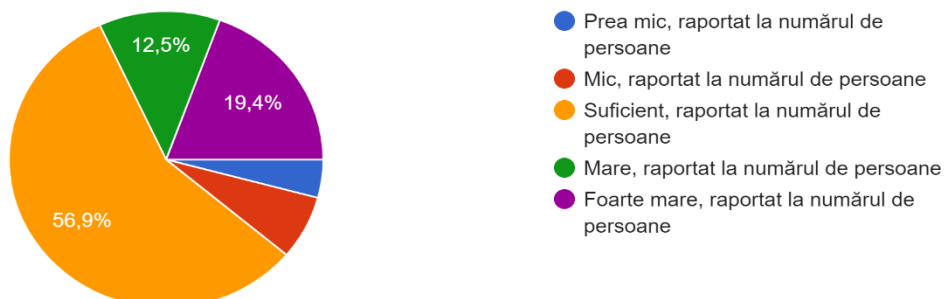 12,5%
19,4%
56,9%
Prea mic, raportat la numărul de
persoane
Mic, raportat la numărul de persoane
Suficient, raportat la numărul de
persoane
Mare, raportat la numărul de persoane
Foarte mare, raportat la numărul de
persoane